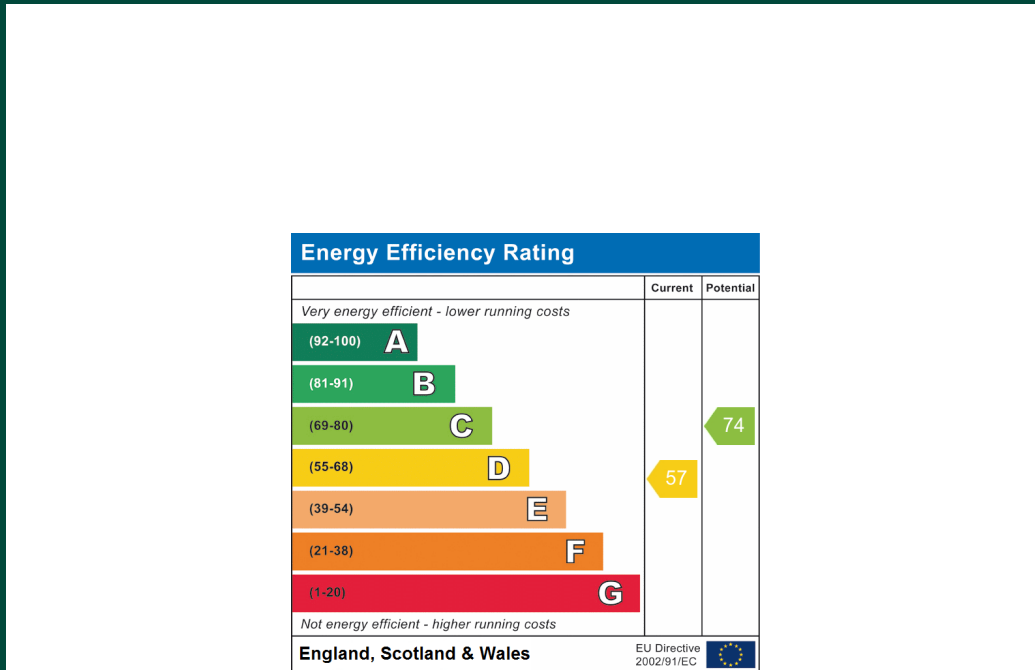 Energy Efficiency Rating
Current Potential
Very energy efficient - lower running costs
(92-100) A
(81-91) B
(69-80) C
74
(55-68) D
57
(39-54) E
(21-38) F
(1-20) G
Not energy efficient - higher running costs
England, Scotland & Wales
EU Directive
2002/91/EC